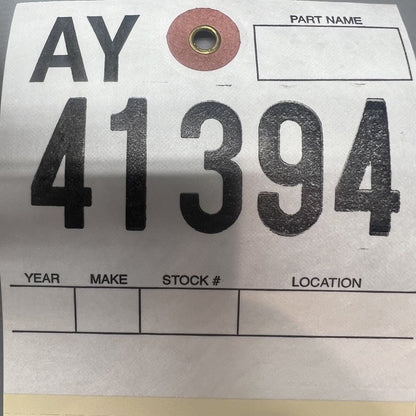 AY
PART NAME
41394
YEAR MAKE STOCK # LOCATION